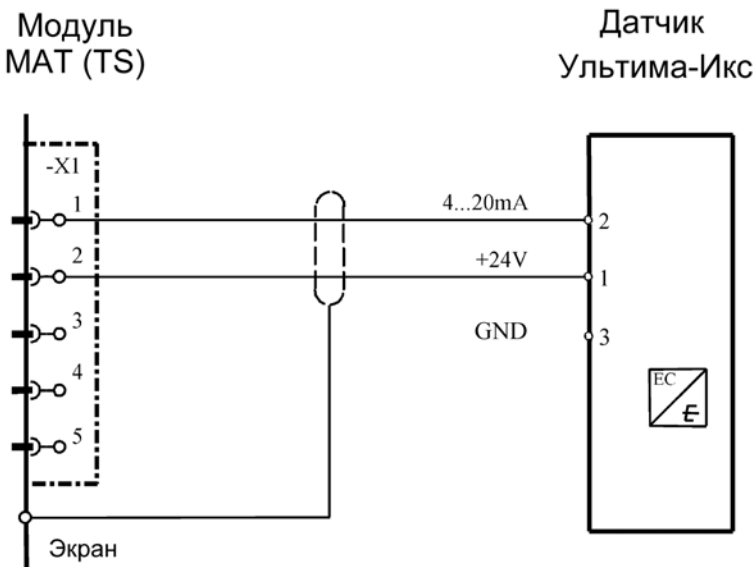 Модуль
МАТ (TS)
Датчик
Ультима-Икс
-X1
1
4...20mA
2
2
+24V
1
3
GND
3
4
EC
E
5
Экран